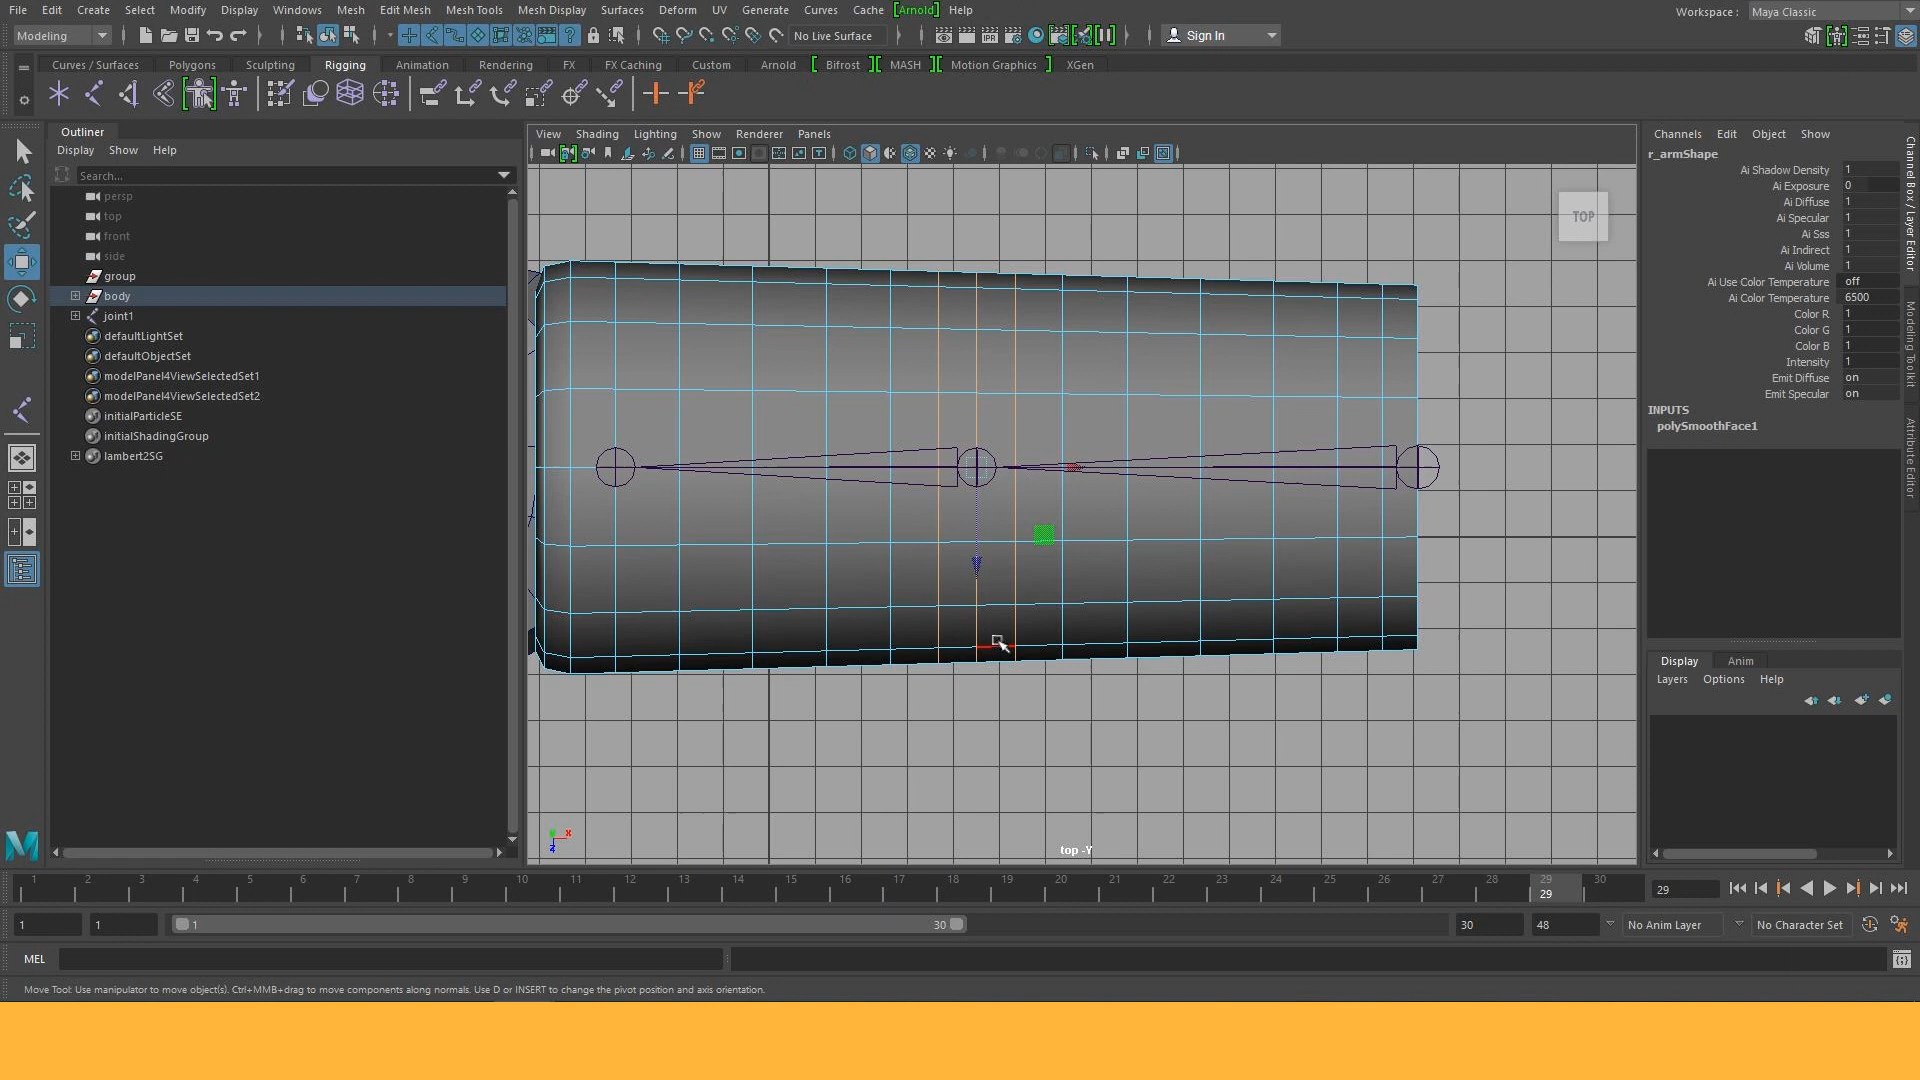 File Edit Create Select Modify Display Windows Mesh Edit Mesh Mesh Tools Mesh Display Surfaces Deform UV Generate Curves Cache [Arnold] Help
Workspace : Maya Classic
Modeling No Live Surface Sign In
Curves / Surfaces Polygons Sculpting Rigging Animation Rendering FX FX Caching Custom Arnold Bifrost MASH Motion Graphics XGen
IPR
Outliner
Display Show Help
Search...
persp
top
front
side
group
body
joint1
defaultLightSet
defaultObjectSet
modelPanel4ViewSelectedSet1
modelPanel4ViewSelectedSet2
initialParticleSE
initialShadingGroup
lambert2SG
View Shading Lighting Show Renderer Panels
TOP
y x
z
top -Y
Channels Edit Object Show
r_armShape
Ai Shadow Density 1
Ai Exposure 0
Ai Diffuse 1
Ai Specular 1
Ai Sss 1
Ai Indirect 1
Ai Volume 1
Ai Use Color Temperature off
Ai Color Temperature 6500
Color R 1
Color G 1
Color B 1
Intensity 1
Emit Diffuse on
Emit Specular on
INPUTS
polySmoothFace1
Display Anim
Layers Options Help
Channel Box / Layer Editor
Modeling Toolkit
Attribute Editor
1 2 3 4 5 6 7 8 9 10 11 12 13 14 15 16 17 18 19 20 21 22 23 24 25 26 27 28 29 30
29
29
1 1 1 30 30 48 No Anim Layer No Character Set
MEL
Move Tool: Use manipulator to move object(s). Ctrl+MMB+drag to move components along normals. Use D or INSERT to change the pivot position and axis orientation.